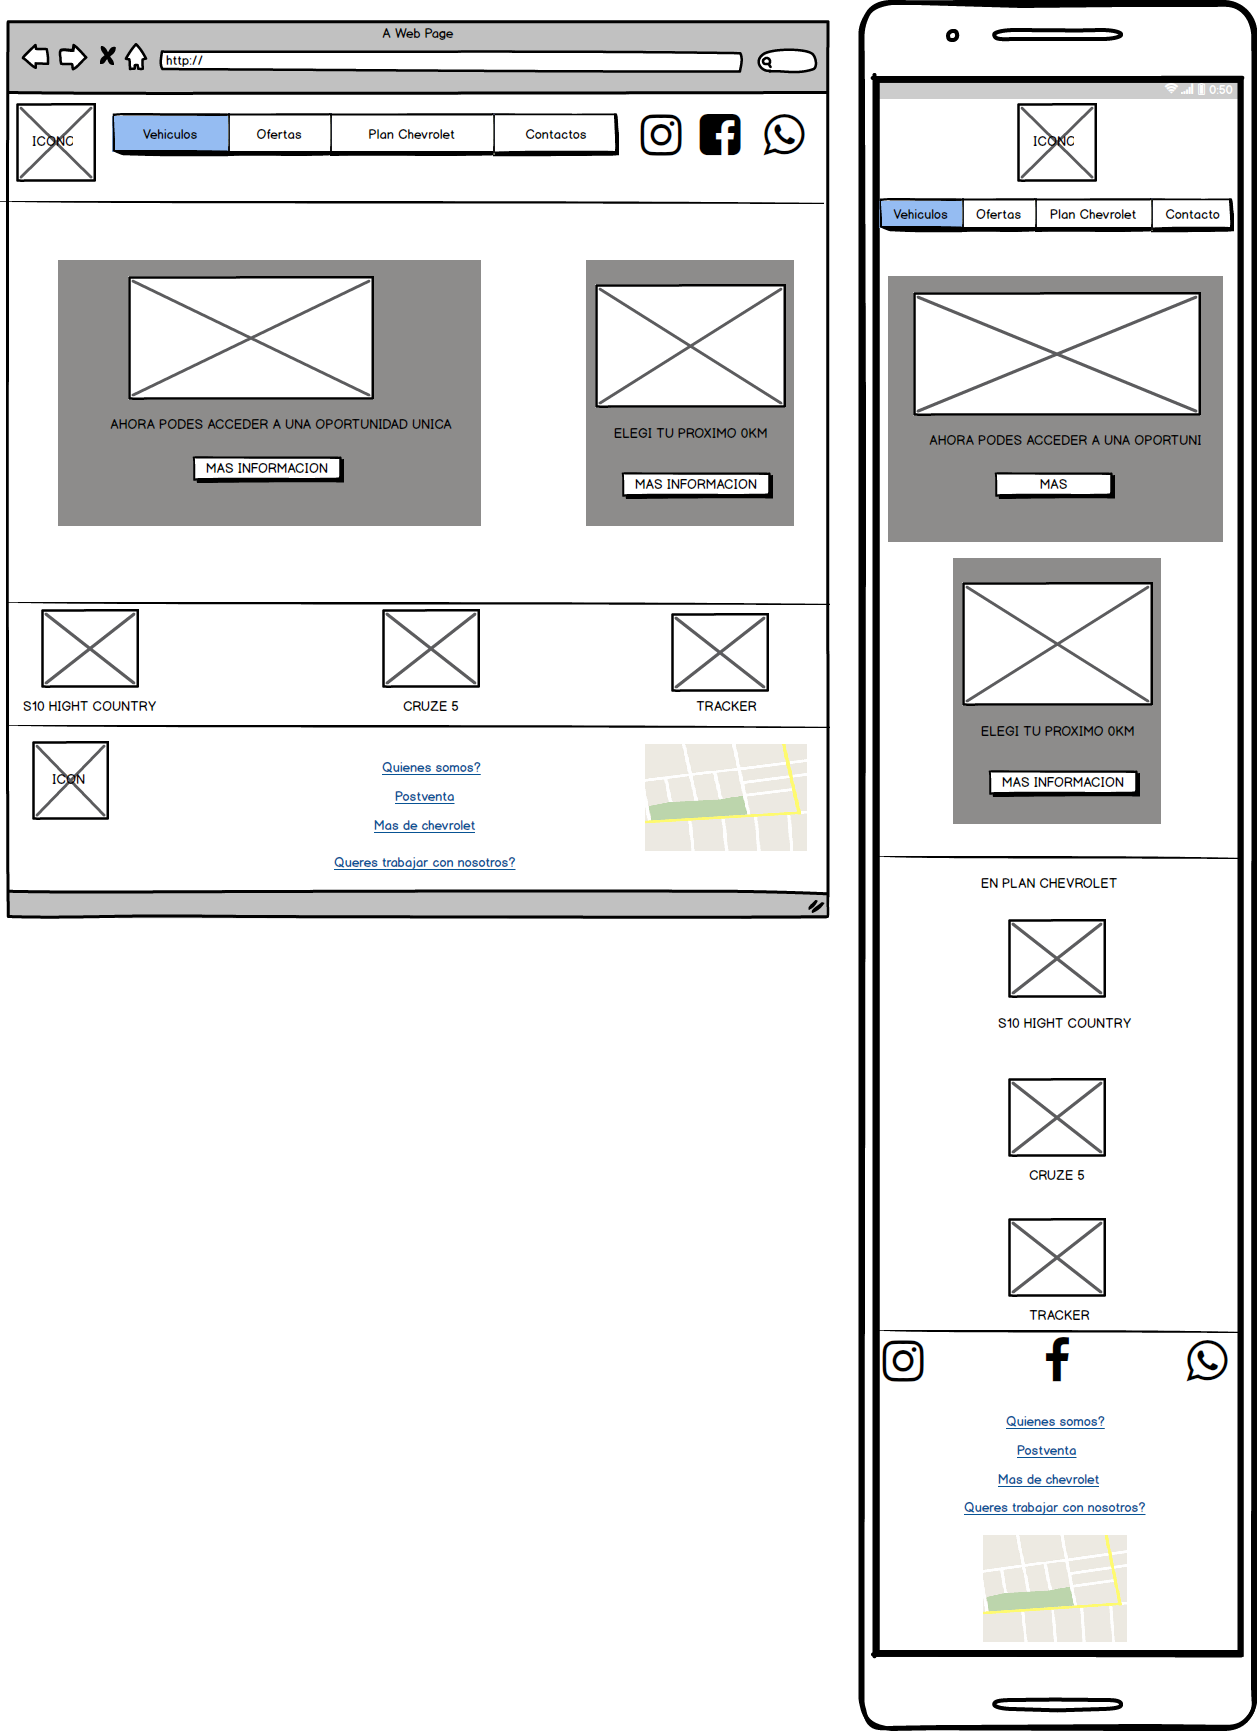 A Web Page
http://
ICONO
Vehiculos
Ofertas
Plan Chevrolet
Contactos
AHORA PODES ACCEDER A UNA OPORTUNIDAD UNICA
MAS INFORMACION
ELEGI TU PROXIMO 0KM
MAS INFORMACION
S10 HIGHT COUNTRY
CRUZE 5
TRACKER
ICON
Quienes somos?
Postventa
Mas de chevrolet
Queres trabajar con nosotros?
0:50
ICONO
Vehiculos
Ofertas
Plan Chevrolet
Contacto
AHORA PODES ACCEDER A UNA OPORTUNI
MAS
ELEGI TU PROXIMO 0KM
MAS INFORMACION
EN PLAN CHEVROLET
S10 HIGHT COUNTRY
CRUZE 5
TRACKER
Quienes somos?
Postventa
Mas de chevrolet
Queres trabajar con nosotros?